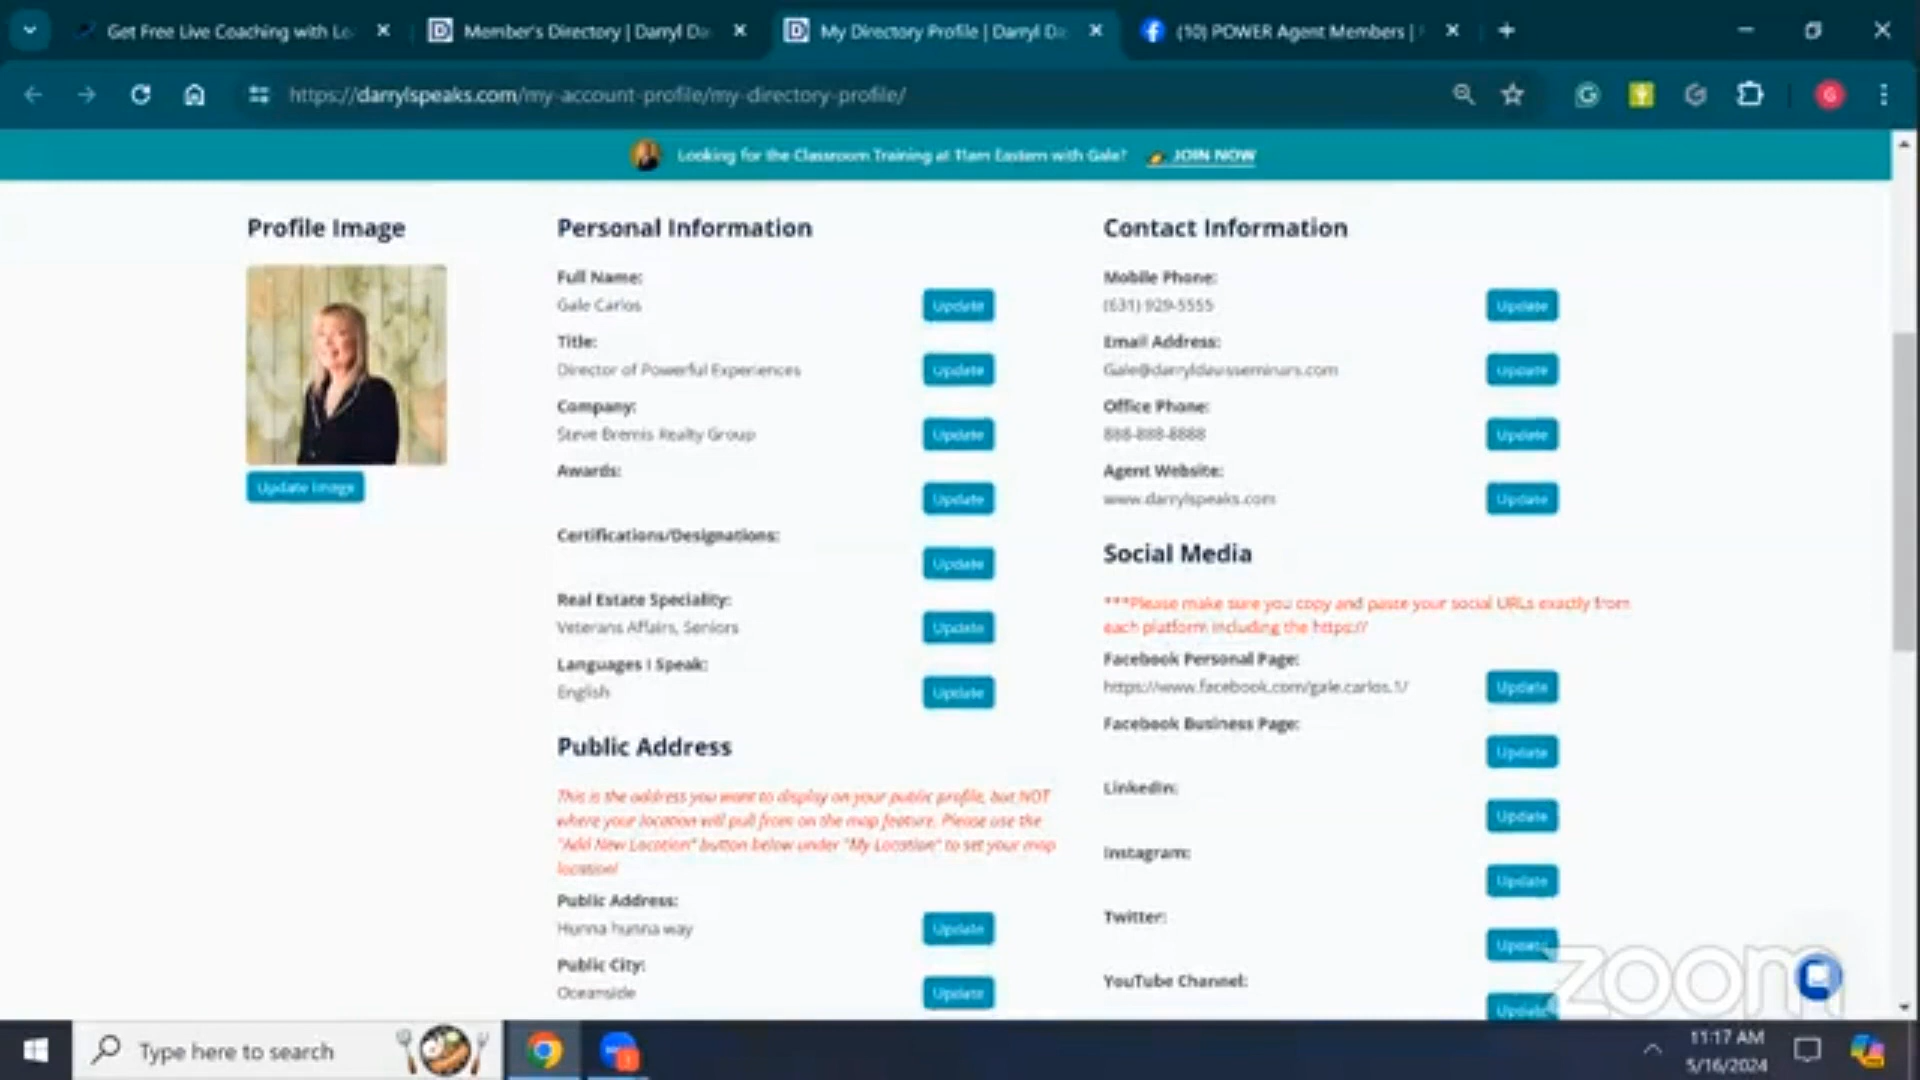 Get Free Live Coaching with Lo
Member's Directory | Darryl Da
My Directory Profile | Darryl Da
(10) POWER Agent Members |
https://darrylspeaks.com/my-account-profile/my-directory-profile/
Looking for the Classroom Training at 11am Eastern with Gale? JOIN NOW
Profile Image
Update Image
Personal Information
Full Name:
Gale Carlos
Update
Title:
Director of Powerful Experiences
Update
Company:
Steve Bremis Realty Group
Update
Awards:
Update
Certifications/Designations:
Update
Real Estate Speciality:
Veterans Affairs, Seniors
Update
Languages I Speak:
English
Update
Public Address
This is the address you want to display on your public profile, but NOT
where your location will pull from on the map feature. Please use the
"Add New Location" button below under "My Location" to set your map
location!
Public Address:
Hunna hunna way
Update
Public City:
Oceanside
Update
Contact Information
Mobile Phone:
(631) 929-5555
Update
Email Address:
Gale@darryldavisseminars.com
Update
Office Phone:
888-888-8888
Update
Agent Website:
www.darrylspeaks.com
Update
Social Media
***Please make sure you copy and paste your social URLs exactly from
each platform including the https://
Facebook Personal Page:
https://www.facebook.com/gale.carlos.1/
Update
Facebook Business Page:
Update
LinkedIn:
Update
Instagram:
Update
Twitter:
Update
YouTube Channel:
Update
zoom
Type here to search
11:17 AM
5/16/2024